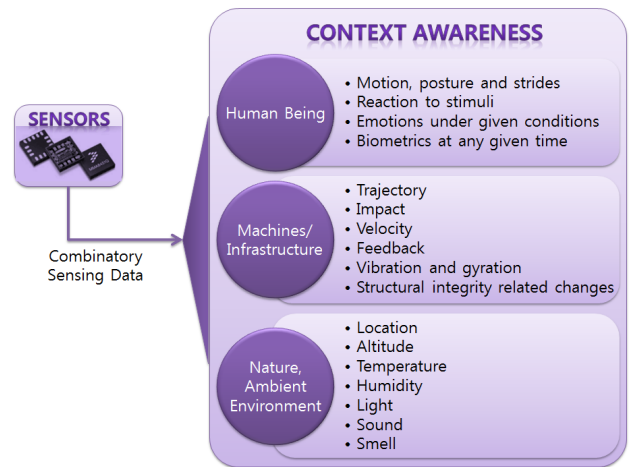 CONTEXT AWARENESS
SENSORS
Combinatory
Sensing Data
Human Being
• Motion, posture and strides
• Reaction to stimuli
• Emotions under given conditions
• Biometrics at any given time
Machines/
Infrastructure
• Trajectory
• Impact
• Velocity
• Feedback
• Vibration and gyration
• Structural integrity related changes
Nature,
Ambient
Environment
• Location
• Altitude
• Temperature
• Humidity
• Light
• Sound
• Smell